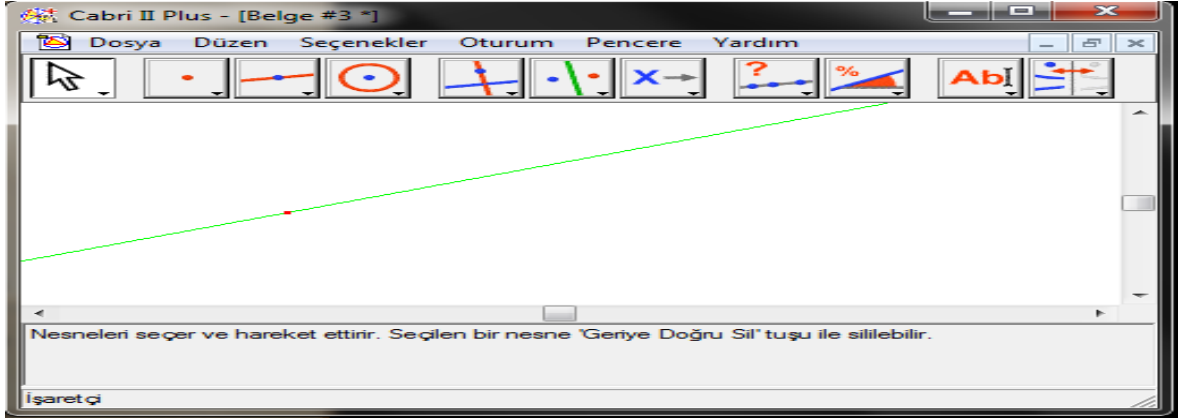 Cabri II Plus - [Belge #3 *]
Dosya Düzen Seçenekler Oturum Pencere Yardım
X ? % Ab
Nesneleri seçer ve hareket ettirir. Seçilen bir nesne 'Geriye Doğru Sil' tuşu ile sililebilir.
İşaretçi